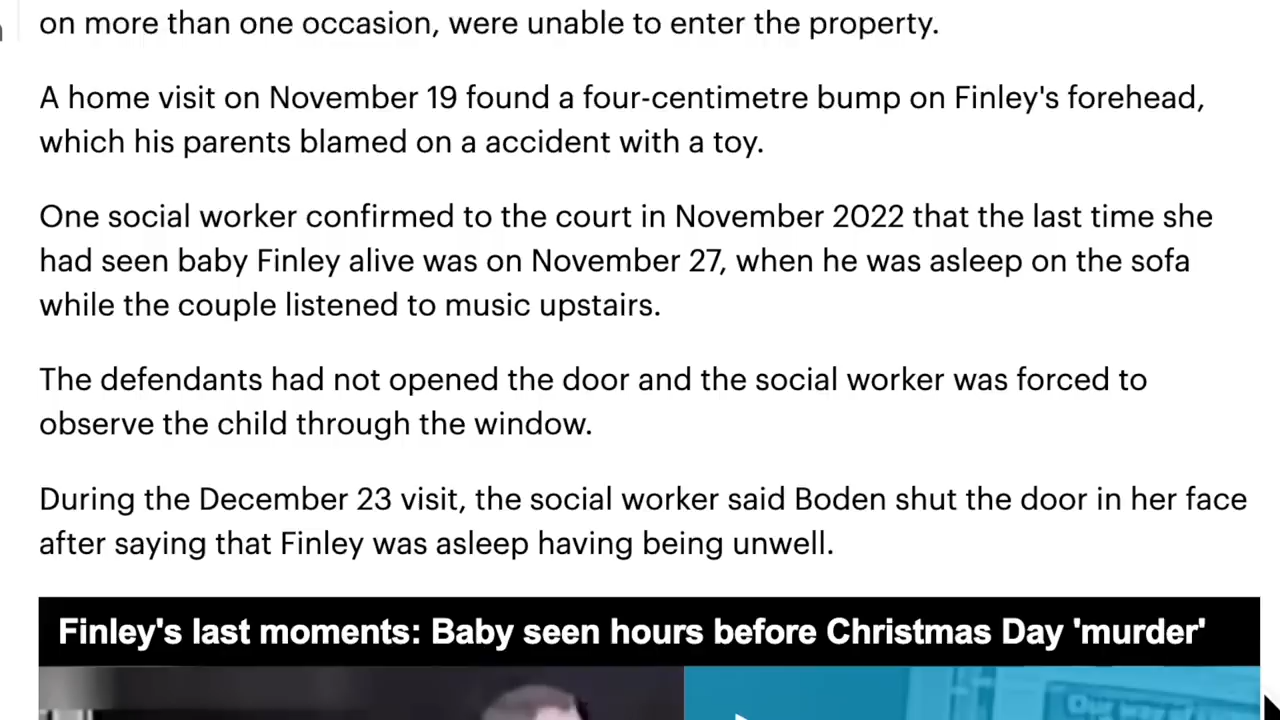 on more than one occasion, were unable to enter the property.
A home visit on November 19 found a four-centimetre bump on Finley's forehead,
which his parents blamed on a accident with a toy.
One social worker confirmed to the court in November 2022 that the last time she
had seen baby Finley alive was on November 27, when he was asleep on the sofa
while the couple listened to music upstairs.
The defendants had not opened the door and the social worker was forced to
observe the child through the window.
During the December 23 visit, the social worker said Boden shut the door in her face
after saying that Finley was asleep having being unwell.
Finley's last moments: Baby seen hours before Christmas Day 'murder'